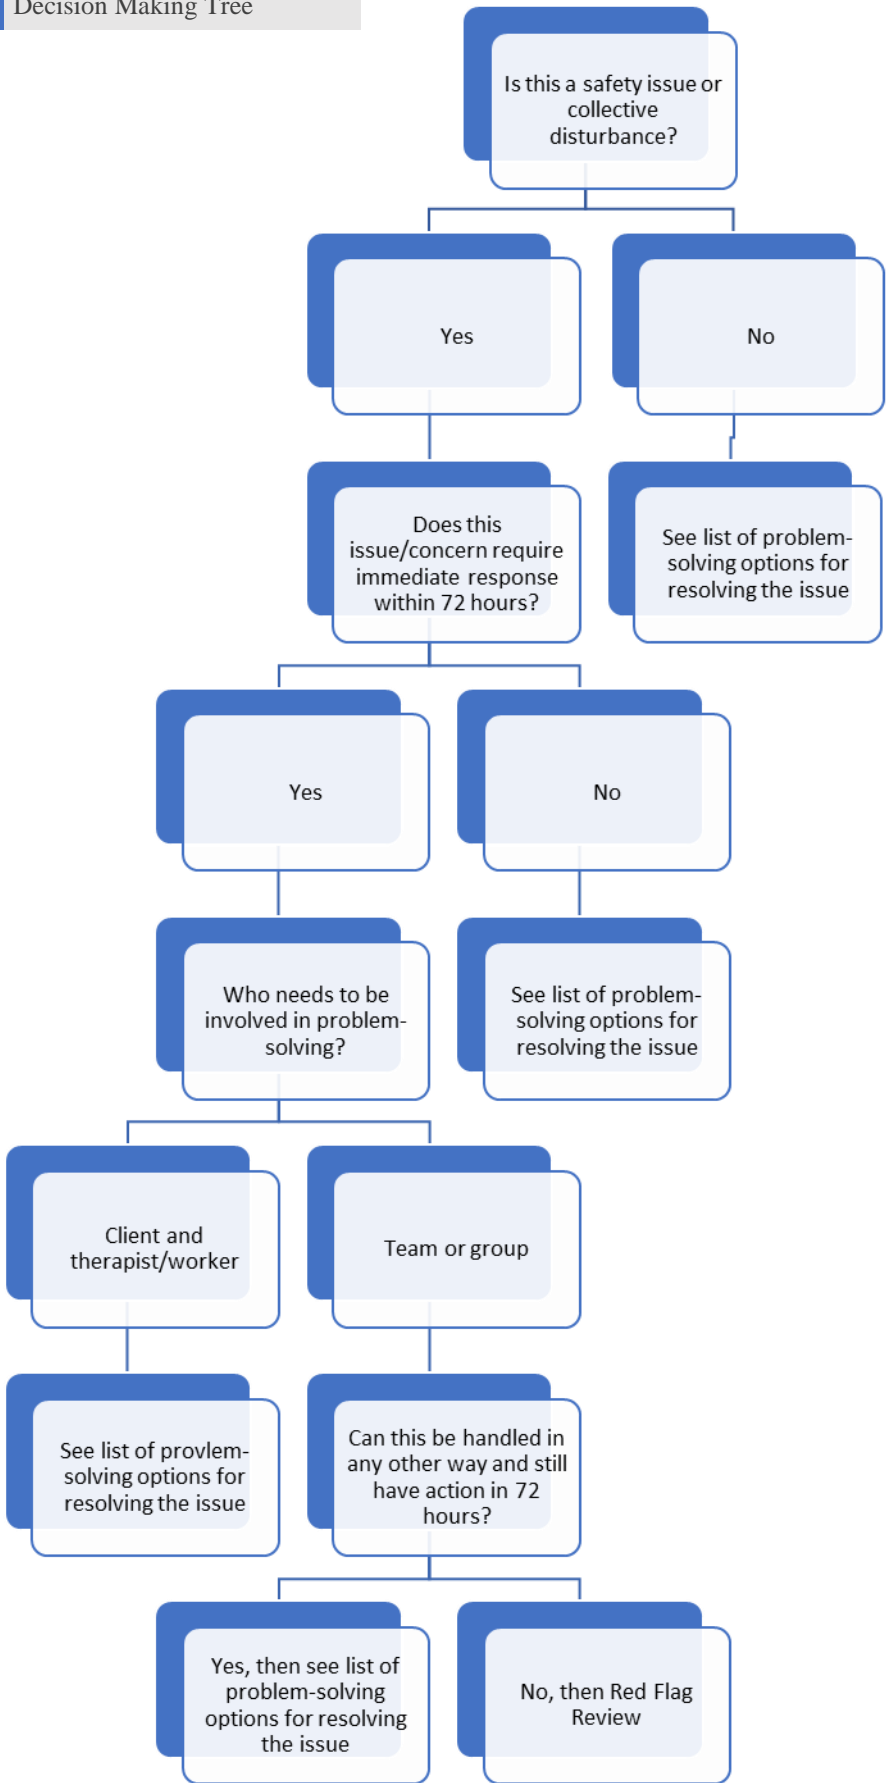 Decision Making Tree
Is this a safety issue or
collective
disturbance?
Yes
No
Does this
issue/concern require
immediate response
within 72 hours?
See list of problem-
solving options for
resolving the issue
Yes
No
Who needs to be
involved in problem-
solving?
See list of problem-
solving options for
resolving the issue
Client and
therapist/worker
Team or group
See list of provlem-
solving options for
resolving the issue
Can this be handled in
any other way and still
have action in 72
hours?
Yes, then see list of
problem-solving
options for resolving
the issue
No, then Red Flag
Review